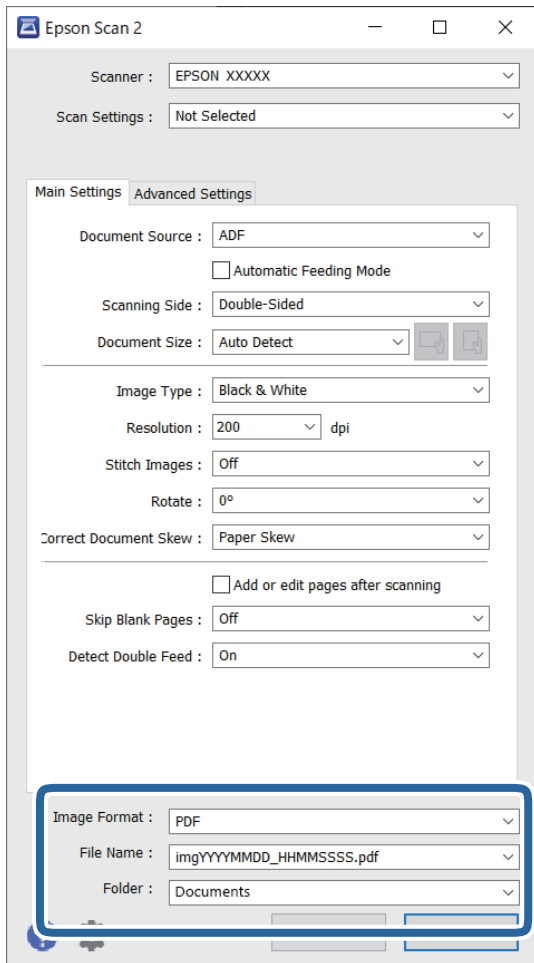 Epson Scan 2
Scanner : EPSON XXXXX
Scan Settings : Not Selected
Main Settings Advanced Settings
Document Source : ADF
Automatic Feeding Mode
Scanning Side : Double-Sided
Document Size : Auto Detect
Image Type : Black & White
Resolution : 200 dpi
Stitch Images : Off
Rotate : 0°
Correct Document Skew : Paper Skew
Add or edit pages after scanning
Skip Blank Pages : Off
Detect Double Feed : On
Image Format : PDF
File Name : imgYYYYMMDD_HHMMSSSS.pdf
Folder : Documents